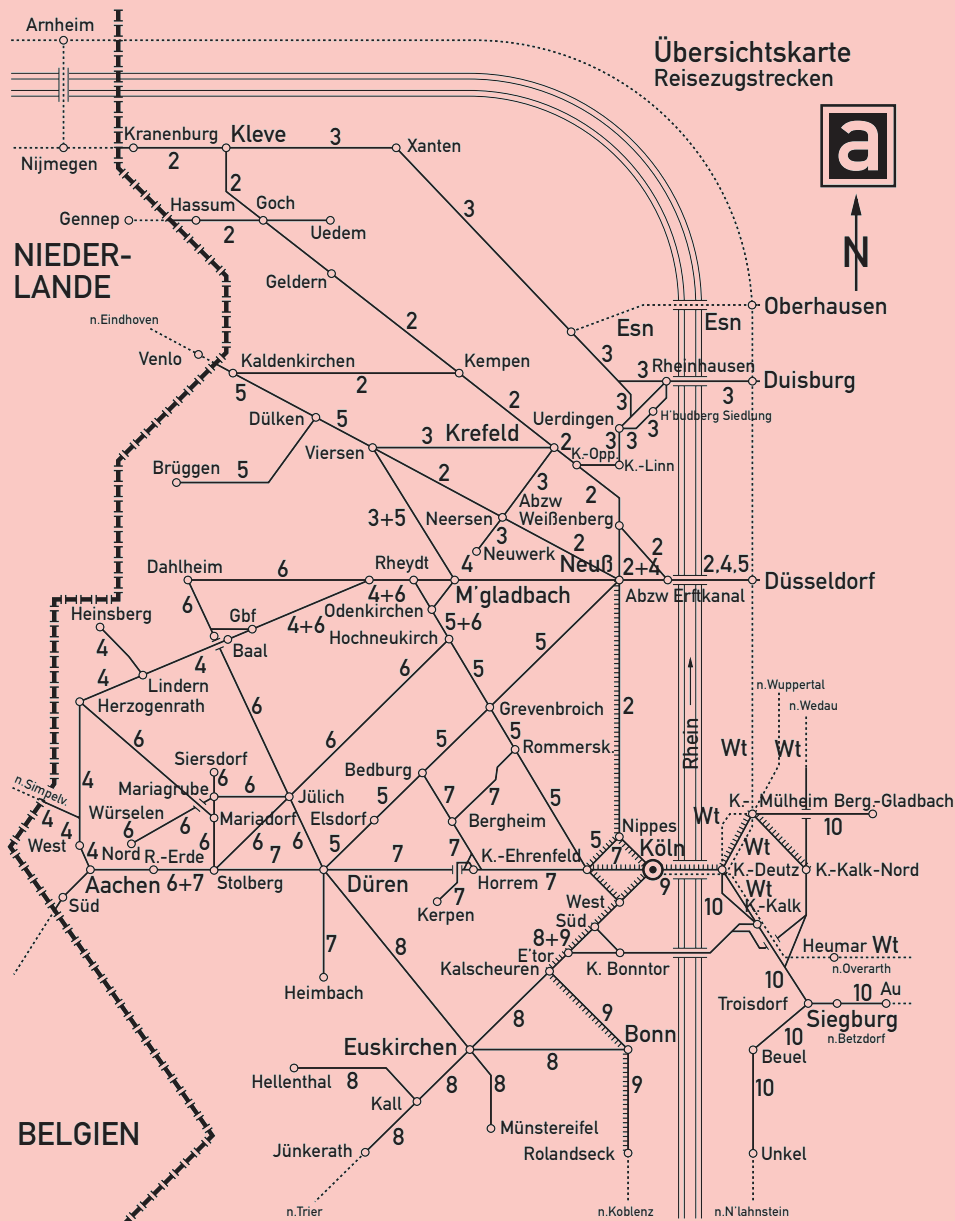 Arnheim
Übersichtskarte
Reisezugstrecken
a
Kranenburg
Kleve
3
Xanten
Nijmegen
2
2
3
N
Gennep
Hassum
Goch
2
Uedem
NIEDER-
LANDE
Geldern
Oberhausen
n.Eindhoven
2
Esn
Esn
Venlo
Kaldenkirchen
Kempen
3
3
Rheinhausen
Duisburg
5
2
2
3
3
Dülken
5
Uerdingen
H'budberg Siedlung
3
3
3
Viersen
3
Krefeld
2
K.-Opp.
K.-Linn
Brüggen
5
2
3
2
3+5
Neersen
Abzw
Weißenberg
3
Neuwerk
2
2
Dahlheim
6
Rheydt
4
Neuß
2+4
2,4,5
Düsseldorf
4+6
M'gladbach
Abzw Erftkanal
6
Odenkirchen
Heinsberg
Gbf
4+6
5+6
Hochneukirch
5
4
Baal
4
6
5
Lindern
Herzogenrath
n.Wuppertal
n.Wedau
6
Grevenbroich
2
6
6
5
5
Rommersk.
Rhein
Wt
Wt
Siersdorf
Bedburg
n.Simpelv.
4
6
Mariagrube
6
Jülich
5
7
7
5
K.-
Mülheim
Berg.-Gladbach
4
Würselen
Mariadorf
Elsdorf
Bergheim
Wt
10
4
6
6
Nippes
West
4
Nord
R.-Erde
6
6
7
6
5
7
7
K.-Ehrenfeld
5
7
Köln
Wt
Aachen
6+7
Stolberg
Düren
Horrem
7
9
K.-Deutz
K.-Kalk-Nord
7
Wt
Süd
Kerpen
West
10
K.-Kalk
Süd
8+9
7
8
E'tor
Heumar
Wt
Kalscheuren
K. Bonntor
n.Overarth
10
Heimbach
Troisdorf
10
Au
8
9
Siegburg
Euskirchen
Bonn
10
n.Betzdorf
8
Beuel
Hellenthal
8
8
8
9
10
Kall
BELGIEN
Münstereifel
8
Jünkerath
Rolandseck
Unkel
n.Trier
n.Koblenz
n.N'lahnstein